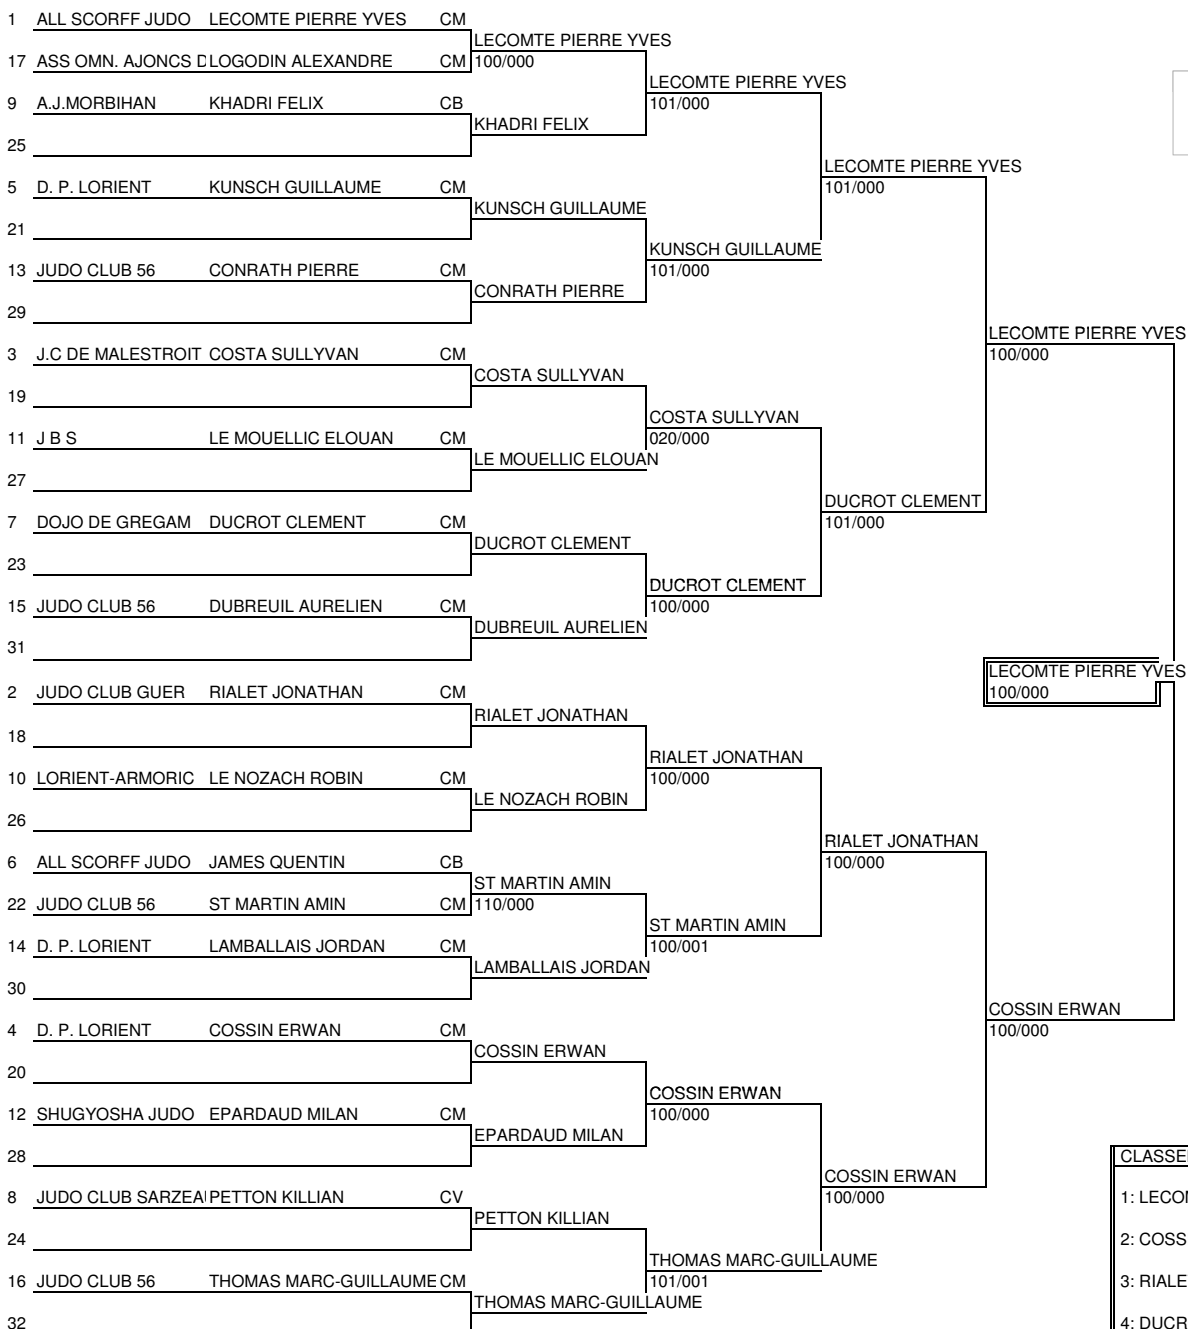 1 ALL SCORFF JUDO LECOMTE PIERRE YVES CM
LECOMTE PIERRE YVES
17 ASS OMN. AJONCS D LOGODIN ALEXANDRE CM 100/000
LECOMTE PIERRE YVES
9 A.J.MORBIHAN KHADRI FELIX CB 101/000
KHADRI FELIX
25
LECOMTE PIERRE YVES
5 D. P. LORIENT KUNSCH GUILLAUME CM 101/000
KUNSCH GUILLAUME
21
KUNSCH GUILLAUME
13 JUDO CLUB 56 CONRATH PIERRE CM 101/000
CONRATH PIERRE
29
LECOMTE PIERRE YVES
3 J.C DE MALESTROIT COSTA SULLYVAN CM 100/000
COSTA SULLYVAN
19
COSTA SULLYVAN
11 J B S LE MOUELLIC ELOUAN CM 020/000
LE MOUELLIC ELOUAN
27
DUCROT CLEMENT
7 DOJO DE GREGAM DUCROT CLEMENT CM 101/000
DUCROT CLEMENT
23
DUCROT CLEMENT
15 JUDO CLUB 56 DUBREUIL AURELIEN CM 100/000
DUBREUIL AURELIEN
31
LECOMTE PIERRE YVES
2 JUDO CLUB GUER RIALET JONATHAN CM 100/000
RIALET JONATHAN
18
RIALET JONATHAN
10 LORIENT-ARMORIC LE NOZACH ROBIN CM 100/000
LE NOZACH ROBIN
26
RIALET JONATHAN
6 ALL SCORFF JUDO JAMES QUENTIN CB 100/000
ST MARTIN AMIN
22 JUDO CLUB 56 ST MARTIN AMIN CM 110/000
ST MARTIN AMIN
14 D. P. LORIENT LAMBALLAIS JORDAN CM 100/001
LAMBALLAIS JORDAN
30
COSSIN ERWAN
4 D. P. LORIENT COSSIN ERWAN CM 100/000
COSSIN ERWAN
20
COSSIN ERWAN
12 SHUGYOSHA JUDO EPARDAUD MILAN CM 100/000
EPARDAUD MILAN
28 CLASSE
COSSIN ERWAN
8 JUDO CLUB SARZEAU PETTON KILLIAN CV 100/000 1: LECOM
PETTON KILLIAN
24 2: COSS
THOMAS MARC-GUILLAUME
16 JUDO CLUB 56 THOMAS MARC-GUILLAUME CM 101/001 3: RIALE
THOMAS MARC-GUILLAUME
32 4: DUCR